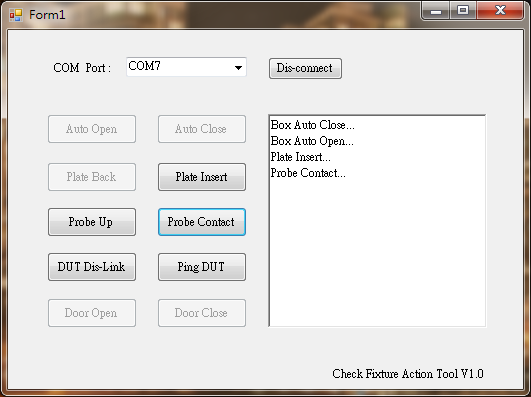 Form1
COM Port : COM7 Dis-connect
Auto Open Auto Close
Plate Back Plate Insert
Probe Up Probe Contact
DUT Dis-Link Ping DUT
Door Open Door Close
Box Auto Close...
Box Auto Open...
Plate Insert...
Probe Contact...
Check Fixture Action Tool V1.0